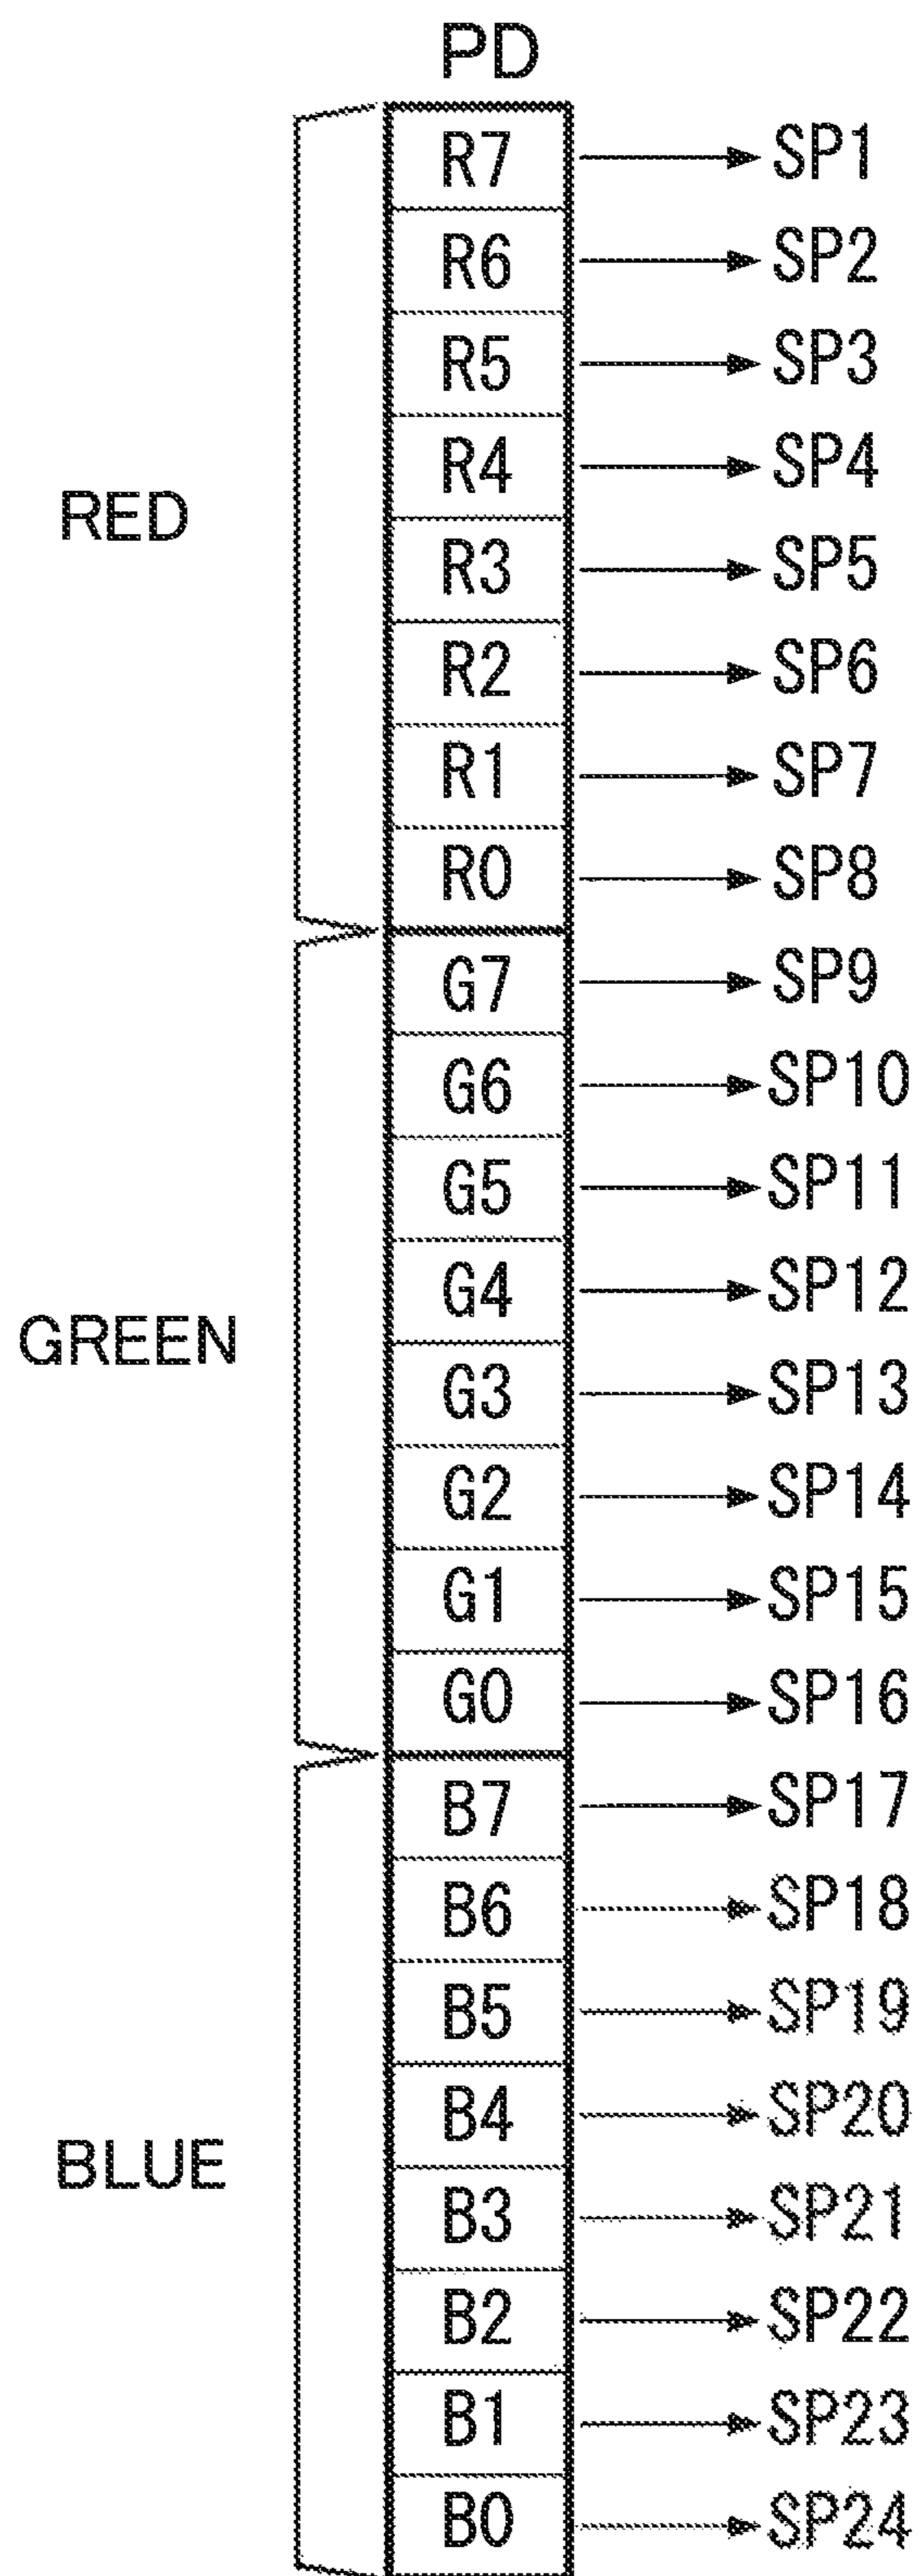 PD
R7 SP1
R6 SP2
R5 SP3
R4 SP4
RED
R3 SP5
R2 SP6
R1 SP7
R0 SP8
G7 SP9
G6 SP10
G5 SP11
G4 SP12
GREEN
G3 SP13
G2 SP14
G1 SP15
G0 SP16
B7 SP17
B6 SP18
B5 SP19
B4 SP20
BLUE
B3 SP21
B2 SP22
B1 SP23
B0 SP24